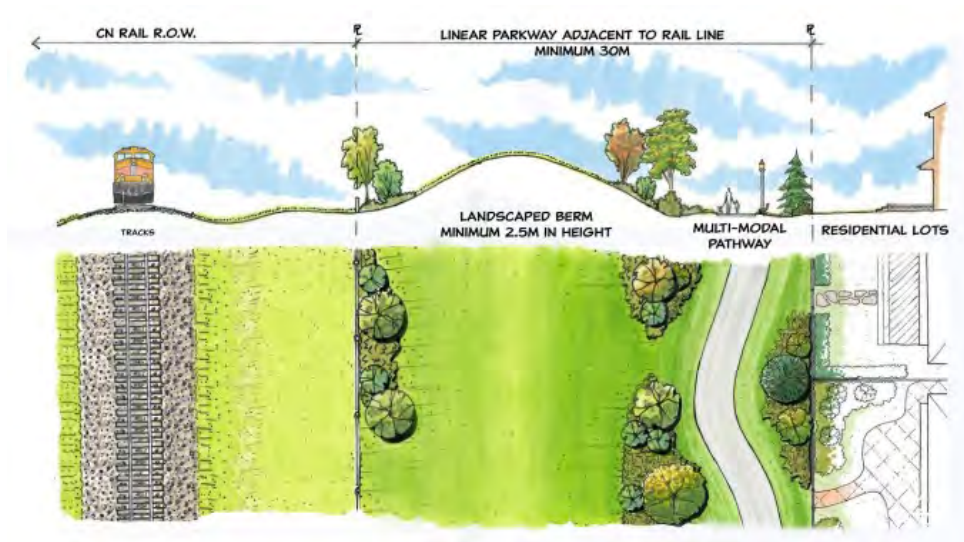 CN RAIL R.O.W.
LINEAR PARKWAY ADJACENT TO RAIL LINE
MINIMUM 30M
TRACKS
LANDSCAPED BERM
MINIMUM 2.5M IN HEIGHT
MULTI-MODAL
PATHWAY
RESIDENTIAL LOTS